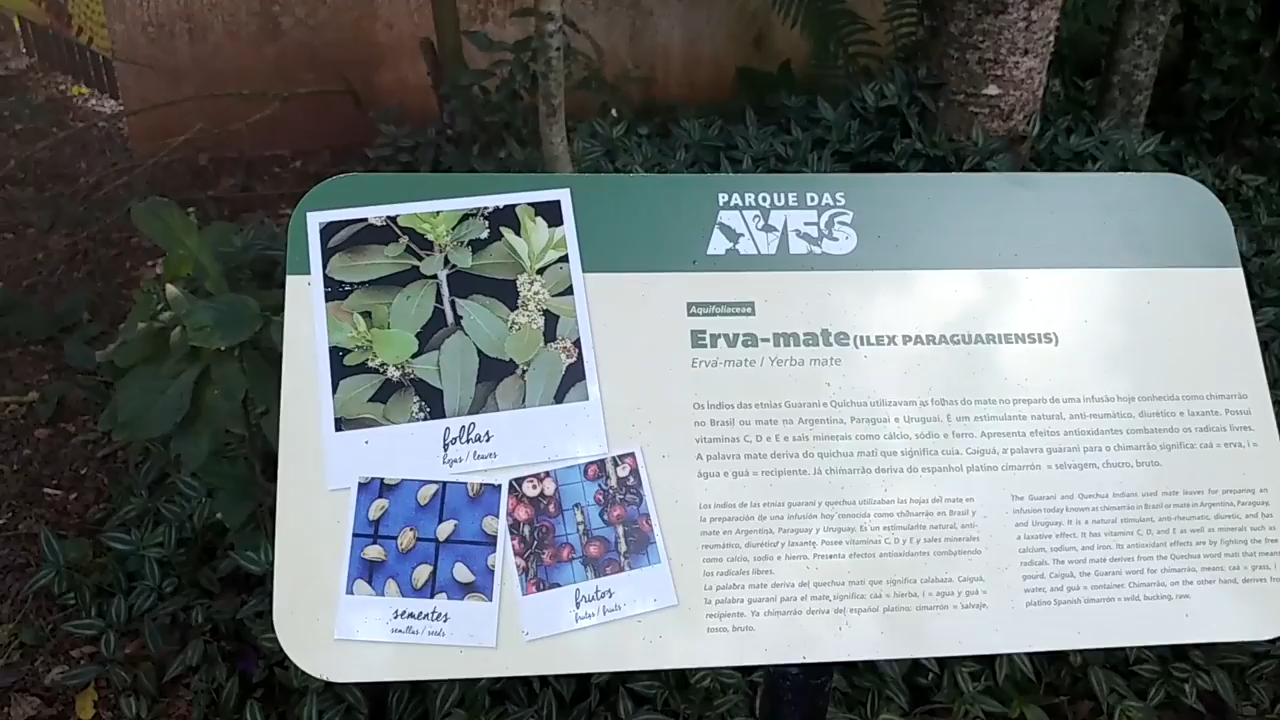 PARQUE DAS
AVES
Aquifoliaceae
Erva-mate (ILEX PARAGUARIENSIS)
Erva-mate / Yerba mate
Os Índios das etnias Guarani e Quichua utilizavam as folhas do mate no preparo de uma infusão hoje conhecida como chimarrão
no Brasil ou mate na Argentina, Paraguai e Uruguai. É um estimulante natural, anti-reumático, diurético e laxante. Possui
vitaminas C, D e E e sais minerais como cálcio, sódio e ferro. Apresenta efeitos antioxidantes combatendo os radicais livres.
A palavra mate deriva do quichua mati que significa cuia. Caiguá, a palavra guarani para o chimarrão significa: caá = erva, i =
água e guá = recipiente. Já chimarrão deriva do espanhol platino cimarrón = selvagem, chucro, bruto.
Los indios de las etnias guaraní y quechua utilizaban las hojas del mate en
la preparación de una infusión hoy conocida como chimarrão en Brasil y
mate en Argentina, Paraguay y Uruguay. Es un estimulante natural, anti-
reumático, diurético y laxante. Posee vitaminas C, D y E y sales minerales
como calcio, sodio e hierro. Presenta efectos antioxidantes combatiendo
los radicales libres.
La palabra mate deriva del quechua mati que significa calabaza. Caiguá,
la palabra guarani para el mate, significa: caá = hierba, i = agua y guá =
recipiente. Ya chimarrão deriva del español platino: cimarrón = salvaje,
tosco, bruto.
The Guarani and Quechua Indians used mate leaves for preparing an
infusion today known as chimarrão in Brazil or mate in Argentina, Paraguay,
and Uruguay. It is a natural stimulant, anti-rheumatic, diuretic, and has
a laxative effect. It has vitamins C, D, and E as well as minerals such as
calcium, sodium, and iron. Its antioxidant effects are by fighting the free
radicals. The word mate derives from the Quechua word mati that means
gourd. Caiguá, the Guarani word for chimarrão, means: caá = grass, i
water, and guá = container. Chimarrão, on the other hand, derives from
platino Spanish cimarrón = wild, bucking, raw.
folhas
hojas / leaves
sementes
semillas / seeds
frutos
frutos / fruits